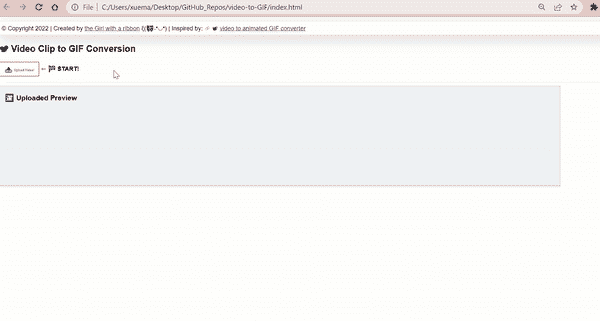 File C:/Users/xuema/Desktop/GitHub_Repos/video-to-GIF/index.html
© Copyright 2022 | Created by the Girl with a ribbon | Inspired by: video to animated GIF converter
Video Clip to GIF Conversion
Upload Video ← START!
Uploaded Preview